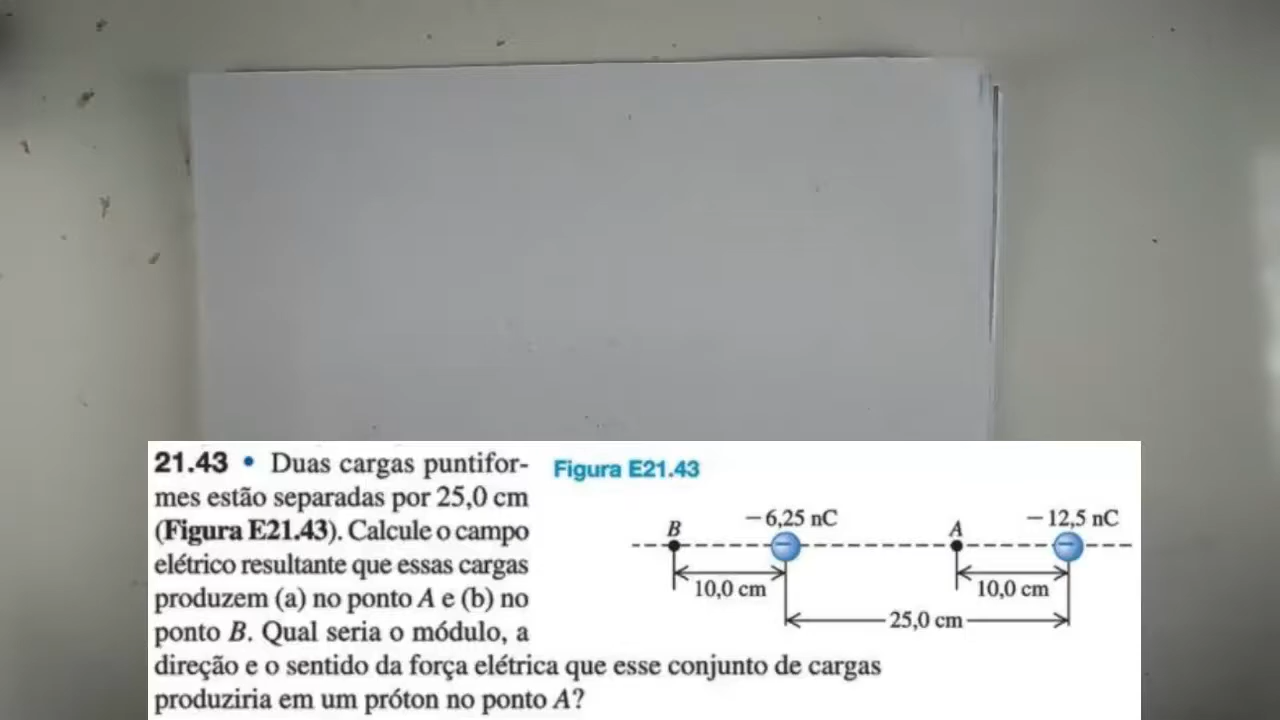 21.43 • Duas cargas puntifor-
mes estão separadas por 25,0 cm
(Figura E21.43). Calcule o campo
elétrico resultante que essas cargas
produzem (a) no ponto A e (b) no
ponto B. Qual seria o módulo, a
direção e o sentido da força elétrica que esse conjunto de cargas
produziria em um próton no ponto A?
Figura E21.43
B −6,25 nC A −12,5 nC
10,0 cm 10,0 cm
25,0 cm